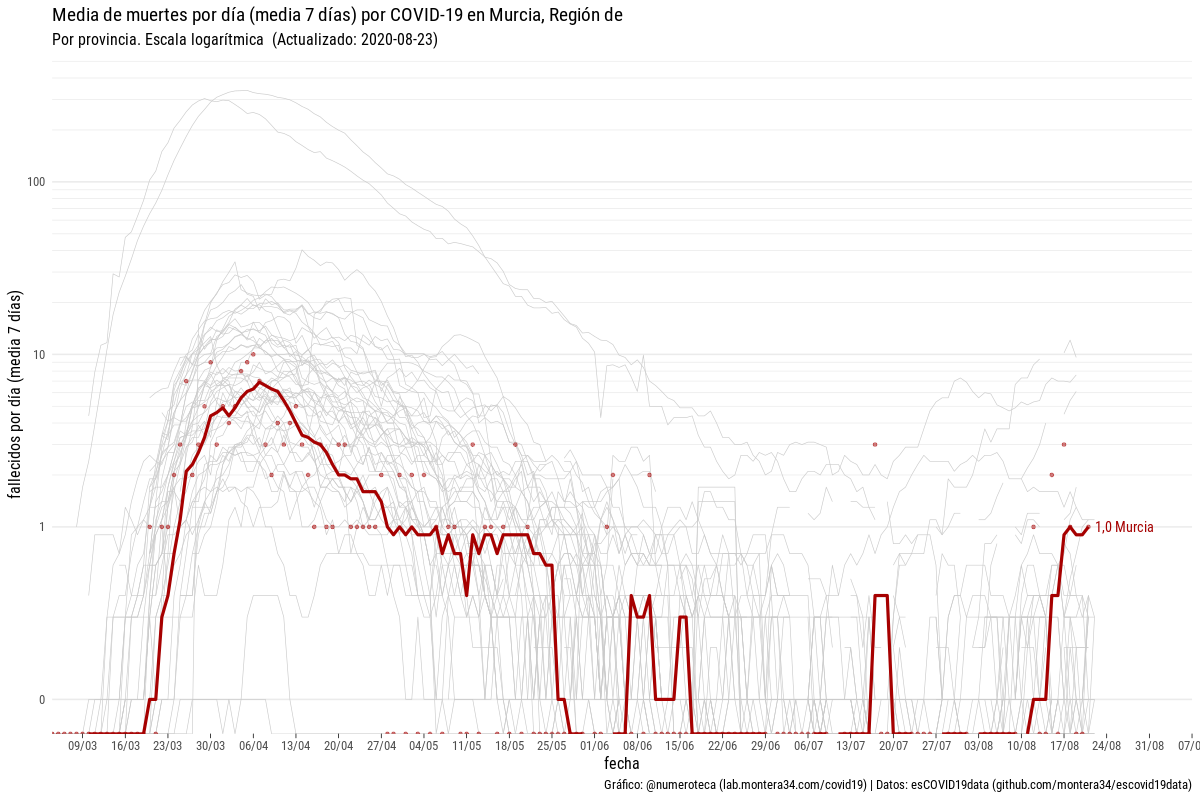 Media de muertes por día (media 7 días) por COVID-19 en Murcia, Región de
Por provincia. Escala logarítmica (Actualizado: 2020-08-23)
fallecidos por día (media 7 días)
100
10
1
0
1,0 Murcia
09/03 16/03 23/03 30/03 06/04 13/04 20/04 27/04 04/05 11/05 18/05 25/05 01/06 08/06 15/06 22/06 29/06 06/07 13/07 20/07 27/07 03/08 10/08 17/08 24/08 31/08 07/0
fecha
Gráfico: @numeroteca (lab.montera34.com/covid19) | Datos: esCOVID19data (github.com/montera34/escovid19data)